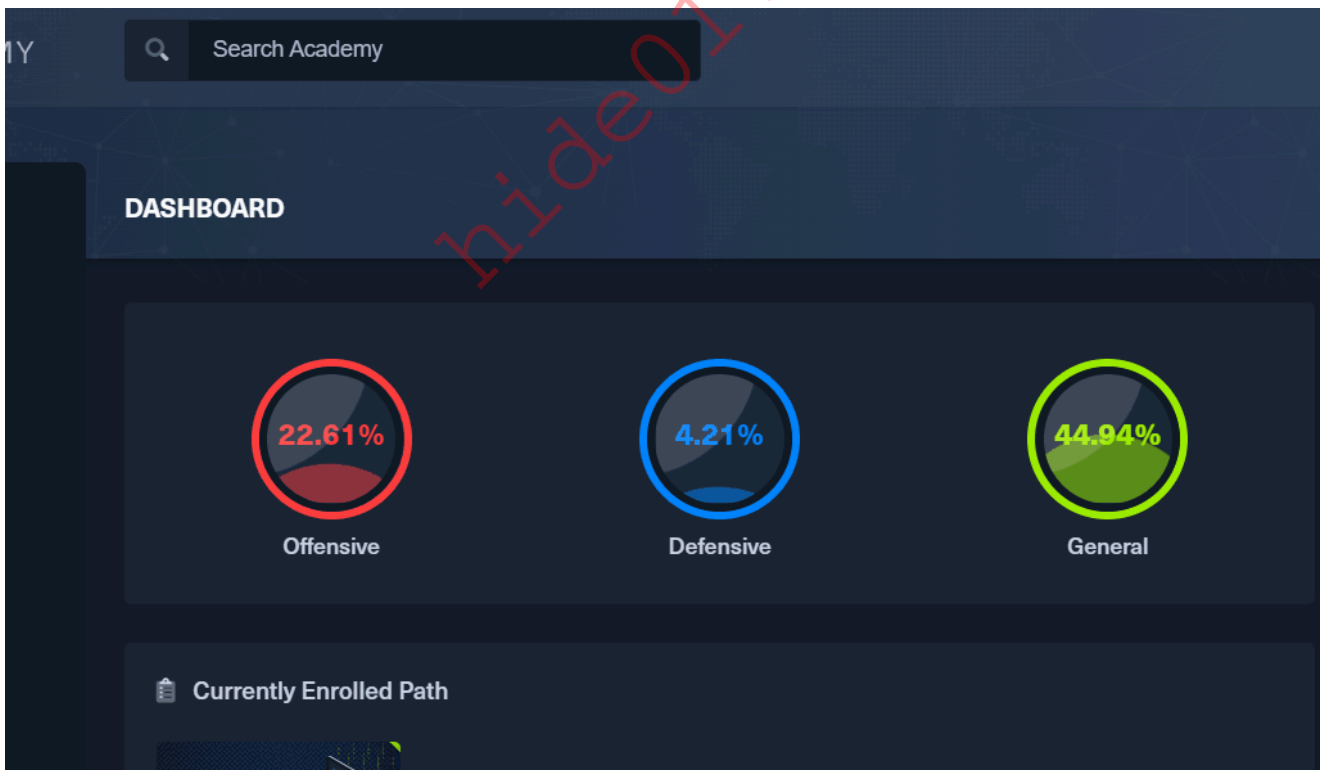 MY
Search Academy
DASHBOARD
22.61%
4.21%
44.94%
Offensive
Defensive
General
Currently Enrolled Path
hide01